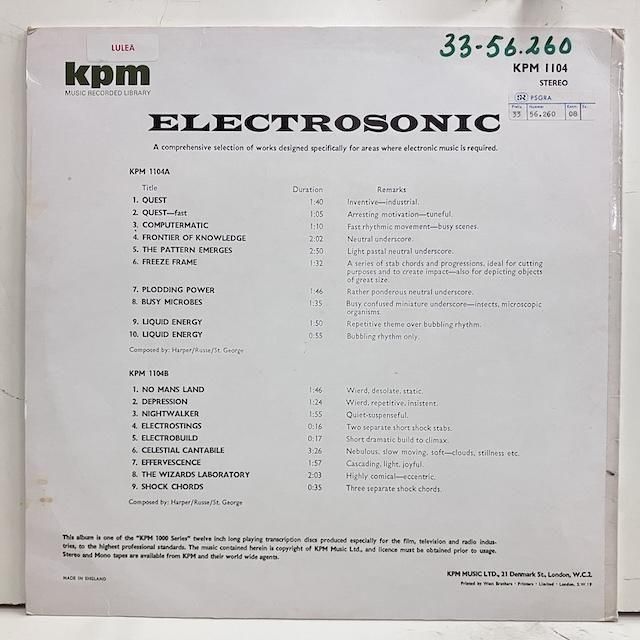 LULEÅ
33-56.260
kpm
MUSIC RECORDED LIBRARY
KPM 1104
STEREO
PSGRA
33 56.260 08
ELECTROSONIC
A comprehensive selection of works designed specifically for areas where electronic music is required.
KPM 1104A
Title Duration Remarks
1. QUEST 1:40 Inventive—industrial.
2. QUEST—fast 1:05 Arresting motivation—tuneful.
3. COMPUTERMATIC 1:10 Fast rhythmic movement—busy scenes.
4. FRONTIER OF KNOWLEDGE 2:02 Neutral underscore.
5. THE PATTERN EMERGES 2:50 Light pastal neutral underscore.
6. FREEZE FRAME 1:32 A series of stab chords and progressions, ideal for cutting
purposes and to create impact—also for depicting objects
of great size.
7. PLODDING POWER 1:46 Rather ponderous neutral underscore.
8. BUSY MICROBES 1:35 Busy confused miniature underscore—insects, microscopic
organisms.
9. LIQUID ENERGY 1:50 Repetitive theme over bubbling rhythm.
10. LIQUID ENERGY 0:55 Bubbling rhythm only.
Composed by: Harper/Russe/St. George
KPM 1104B
1. NO MANS LAND 1:46 Wierd, desolate, static.
2. DEPRESSION 1:24 Wierd, repetitive, insistent.
3. NIGHTWALKER 1:55 Quiet-suspenseful.
4. ELECTROSTINGS 0:16 Two separate short shock stabs.
5. ELECTROBUILD 0:17 Short dramatic build to climax.
6. CELESTIAL CANTABILE 3:26 Nebulous, slow moving, soft—clouds, stillness etc.
7. EFFERVESCENCE 1:57 Cascading, light, joyful.
8. THE WIZARDS LABORATORY 2:03 Highly comical—eccentric.
9. SHOCK CHORDS 0:35 Three separate shock chords.
Composed by: Harper/Russe/St. George
This album is one of the "KPM 1000 Series" twelve inch long playing transcription discs produced especially for the film, television and radio indus-
tries, to the highest professional standards. The music contained herein is copyright of KPM Music Ltd., and licence must be obtained prior to usage.
Stereo and Mono tapes are available from KPM and their world wide agents.
KPM MUSIC LTD., 21 Denmark St., London, W.C.2.
MADE IN ENGLAND
Printed by West Brothers · Printers · Limited · London, S.W.19